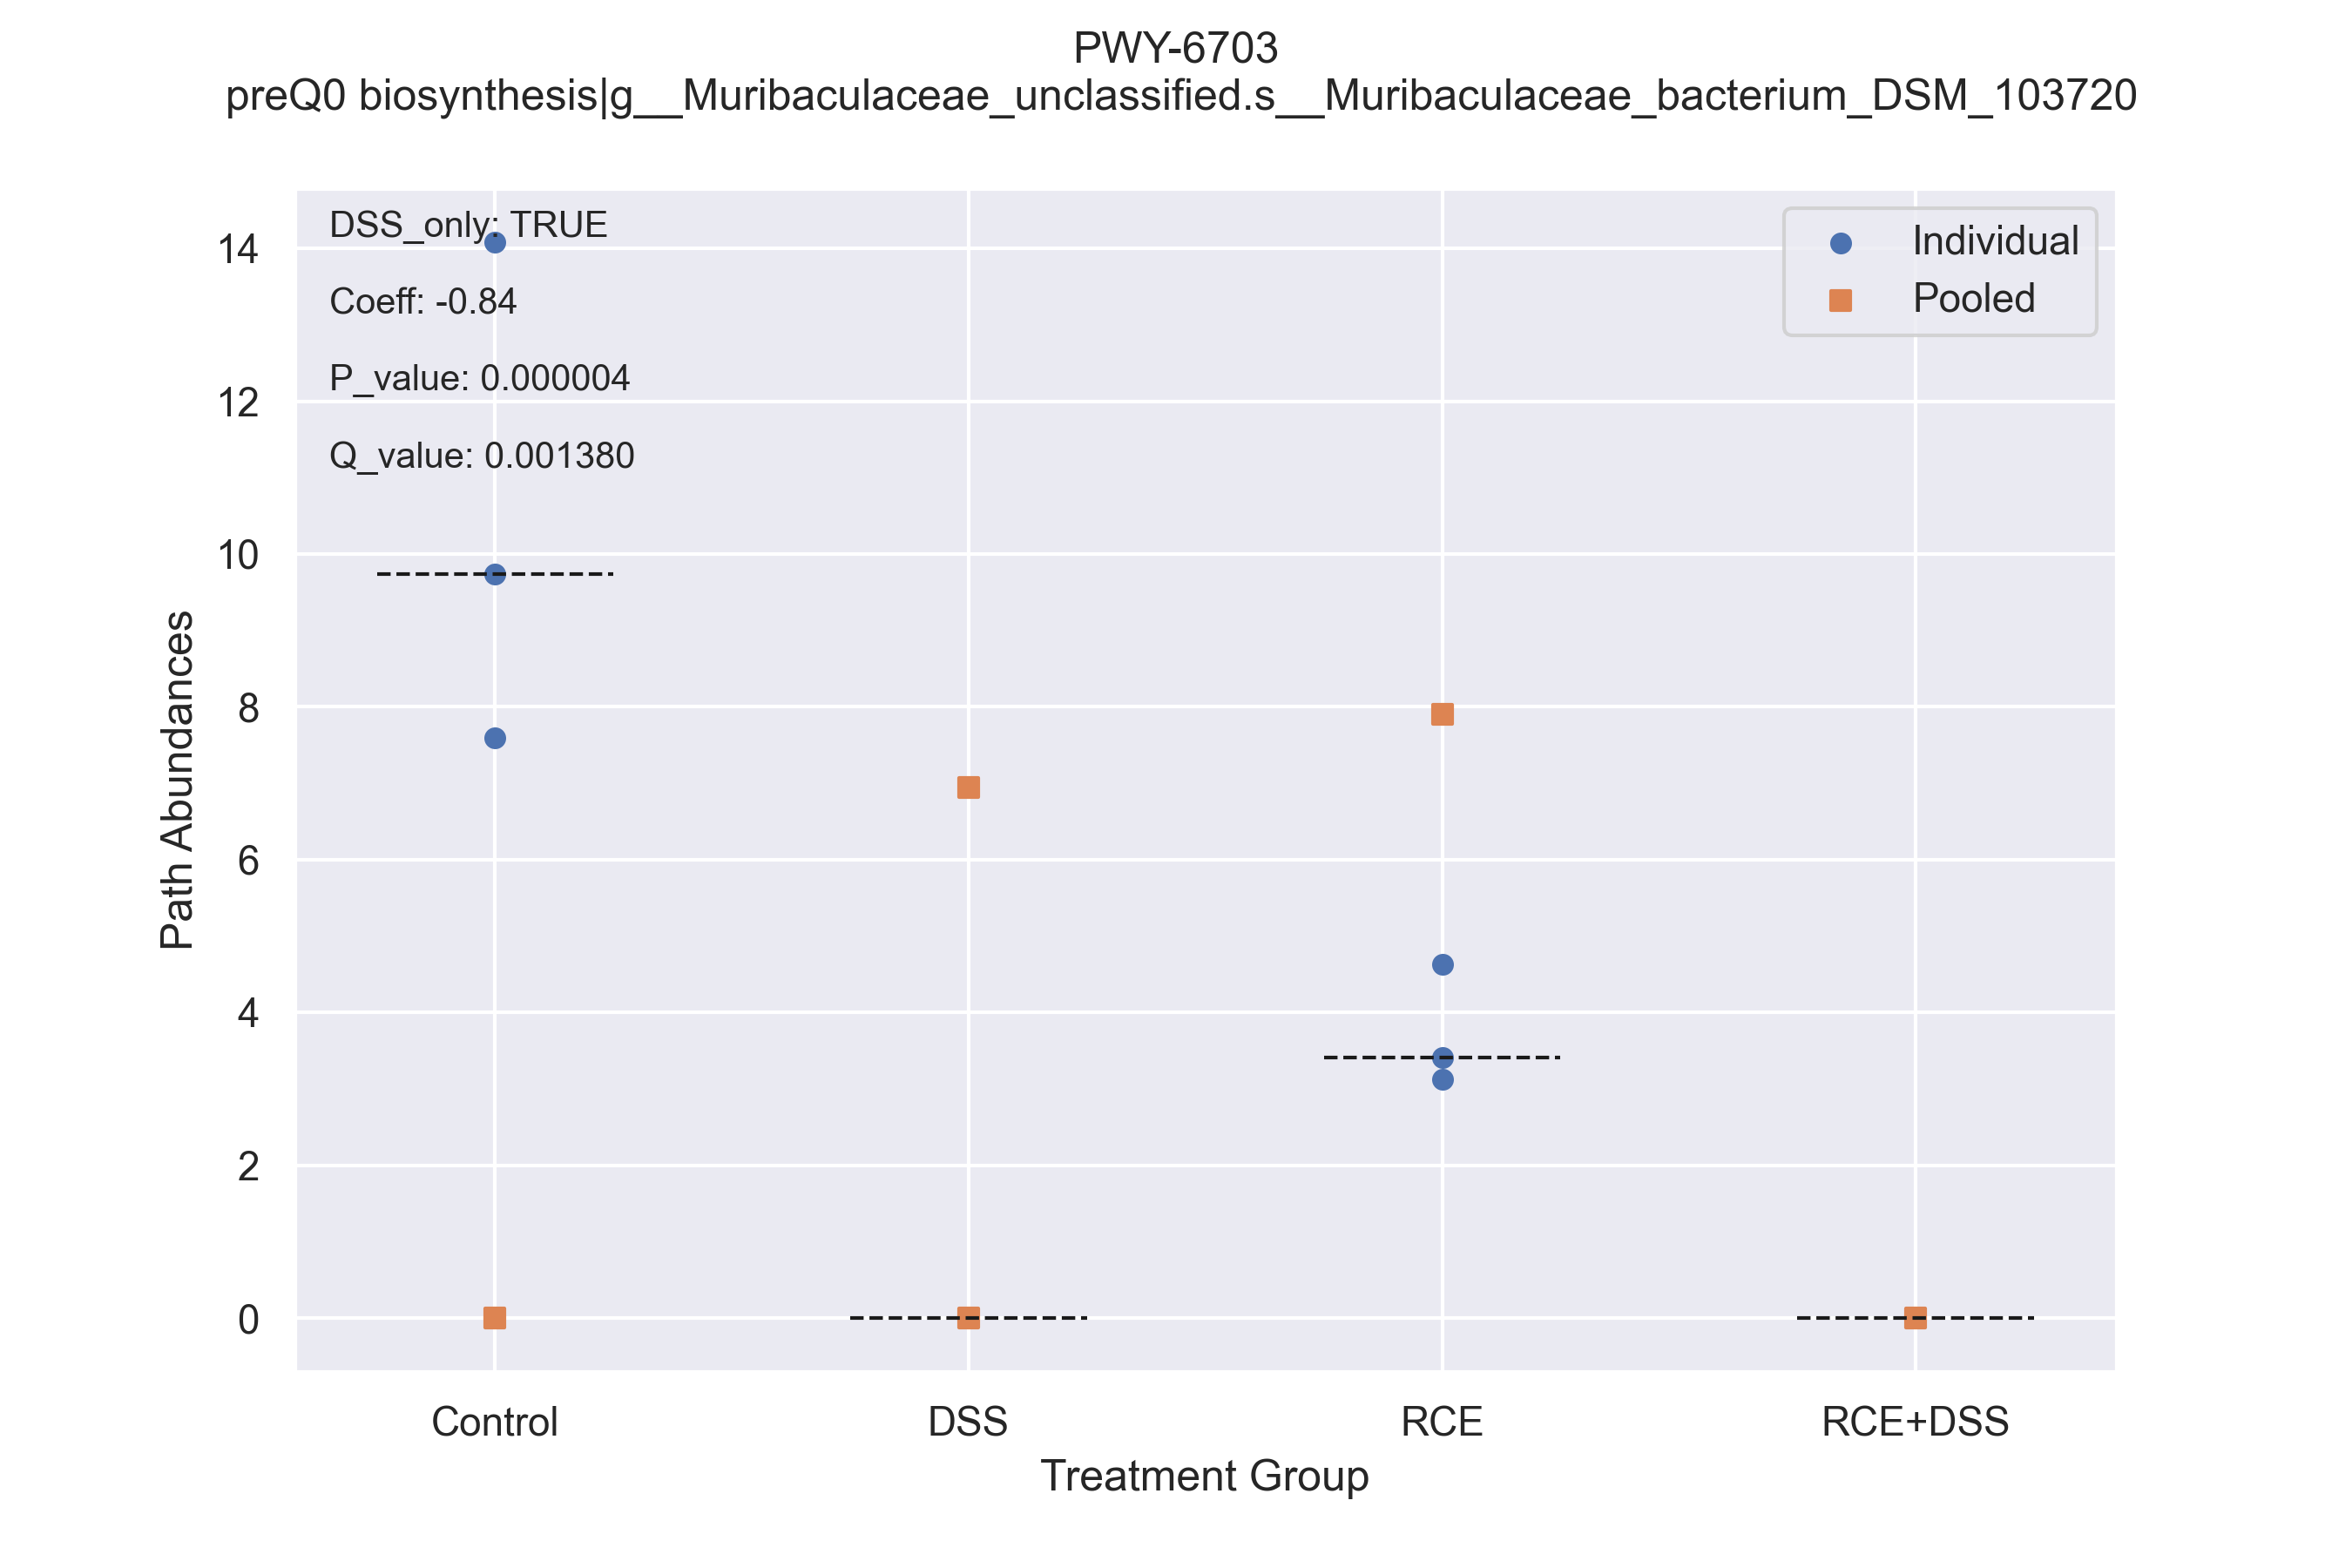 PWY-6703
preQ0 biosynthesis|g__Muribaculaceae_unclassified.s__Muribaculaceae_bacterium_DSM_103720
DSS_only: TRUE
Coeff: -0.84
P_value: 0.000004
Q_value: 0.001380
Individual
Pooled
14
12
10
8
6
4
2
0
Path Abundances
Control
DSS
RCE
RCE+DSS
Treatment Group